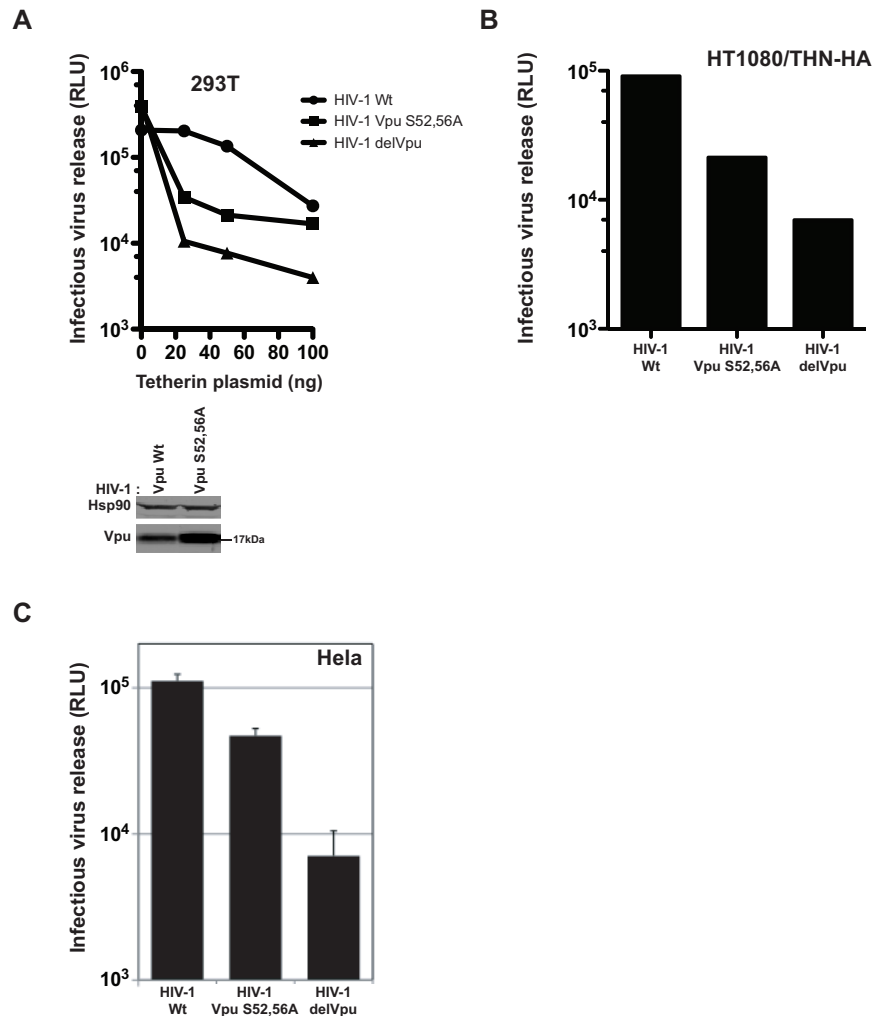 A
Infectious virus release (RLU)
10⁶
10⁵
10⁴
10³
293T
HIV-1 Wt
HIV-1 Vpu S52,56A
HIV-1 delVpu
0 20 40 60 80 100
Tetherin plasmid (ng)
HIV-1 :
Vpu Wt
Vpu S52,56A
Hsp90
Vpu
17kDa
B
HT1080/THN-HA
Infectious virus release (RLU)
10⁵
10⁴
10³
HIV-1
Wt
HIV-1
Vpu S52,56A
HIV-1
delVpu
C
Hela
Infectious virus release (RLU)
10⁵
10⁴
10³
HIV-1
Wt
HIV-1
Vpu S52,56A
HIV-1
delVpu